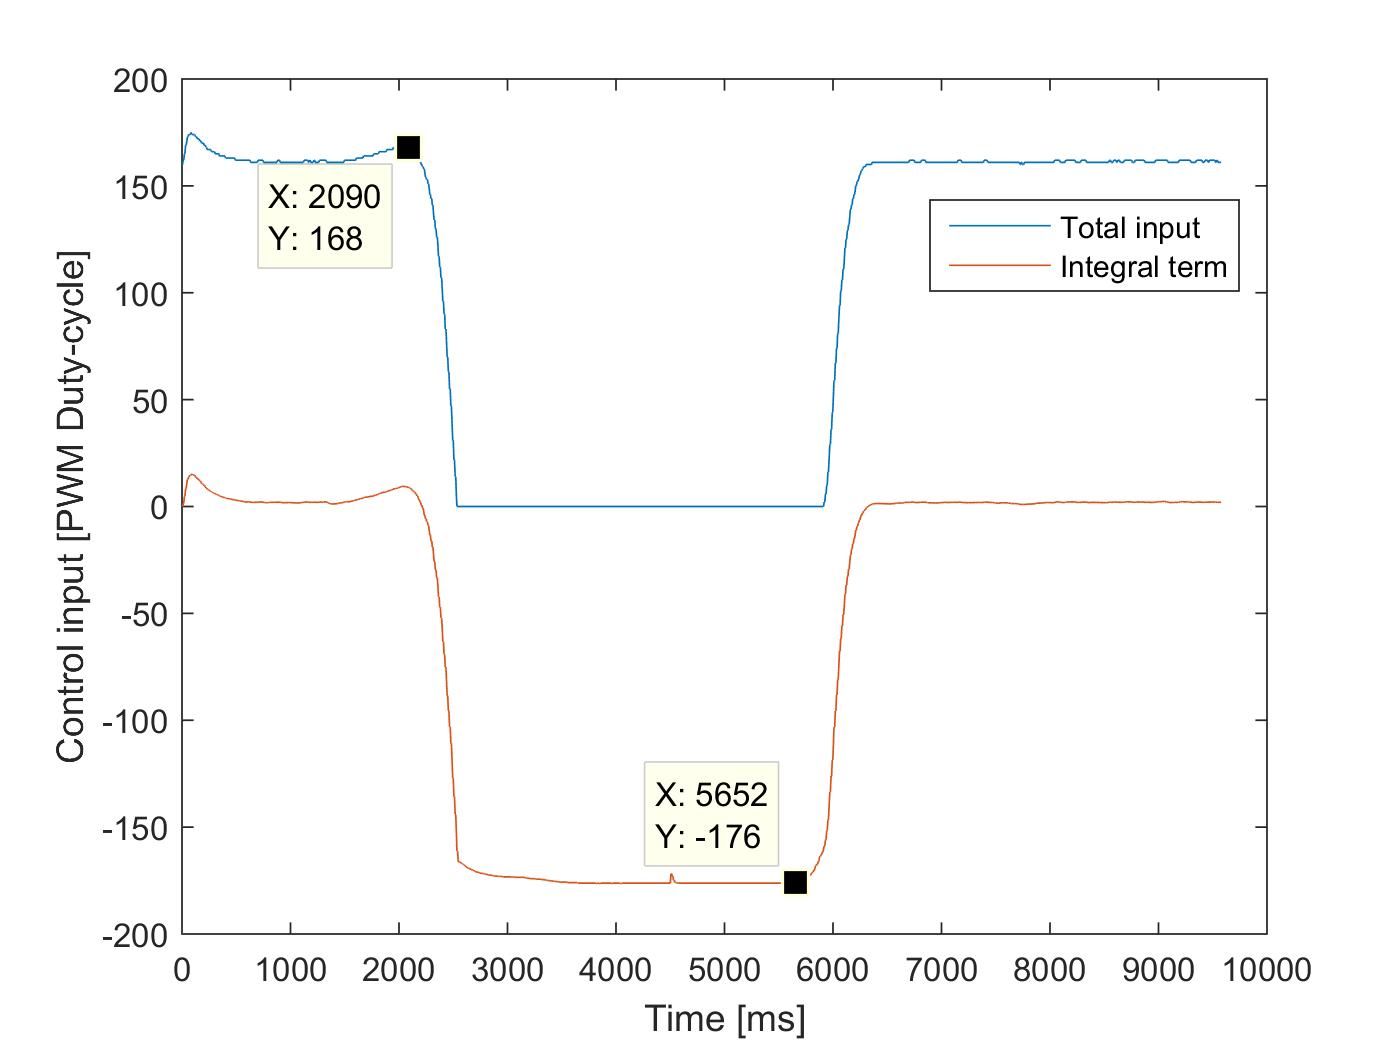 200
150
100
50
0
-50
-100
-150
-200
Control input [PWM Duty-cycle]
X: 2090
Y: 168
Total input
Integral term
X: 5652
Y: -176
0 1000 2000 3000 4000 5000 6000 7000 8000 9000 10000
Time [ms]